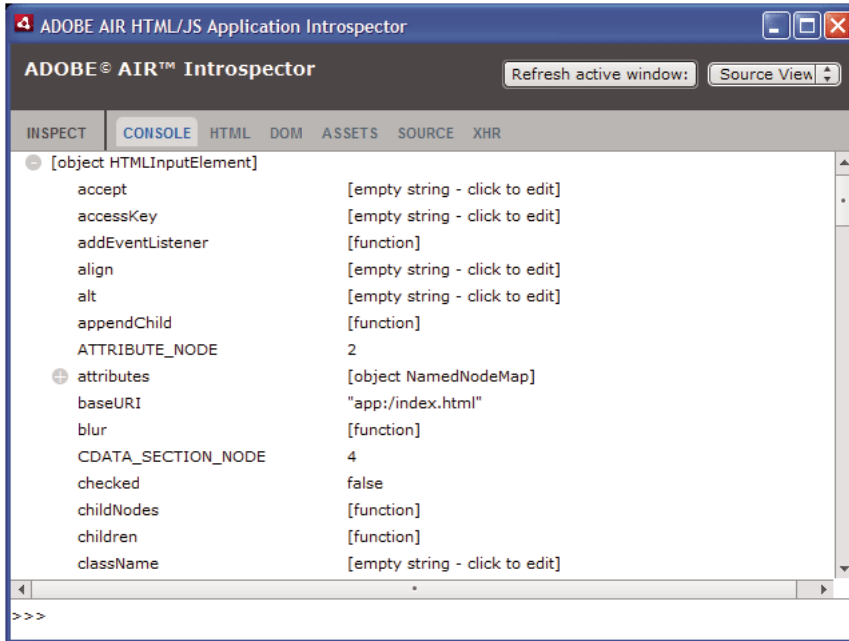 ADOBE AIR HTML/JS Application Introspector
ADOBE© AIR™ Introspector
Refresh active window: Source View
INSPECT CONSOLE HTML DOM ASSETS SOURCE XHR
[object HTMLInputElement]
accept [empty string - click to edit]
accessKey [empty string - click to edit]
addEventListener [function]
align [empty string - click to edit]
alt [empty string - click to edit]
appendChild [function]
ATTRIBUTE_NODE 2
attributes [object NamedNodeMap]
baseURI "app:/index.html"
blur [function]
CDATA_SECTION_NODE 4
checked false
childNodes [function]
children [function]
className [empty string - click to edit]
>>>